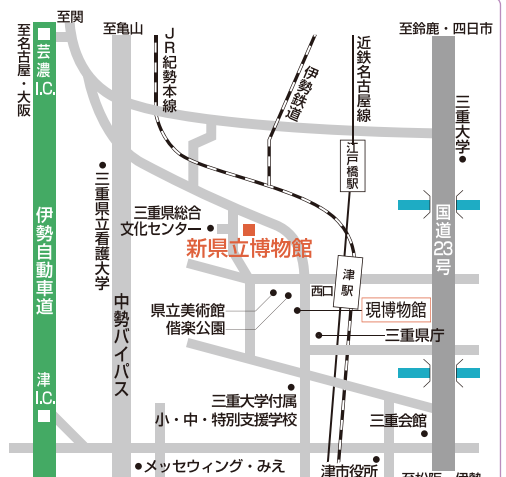 至関
至亀山
至鈴鹿・四日市
至名古屋・大阪
芸濃
I.C.
JR紀勢本線
伊勢鉄道
近鉄名古屋線
三重大学
江戸橋駅
三重県立看護大学
三重県総合
文化センター
新県立博物館
伊勢自動車道
国道23号
津駅
西口
中勢バイパス
県立美術館
偕楽公園
現博物館
三重県庁
津
I.C.
三重大学付属
小・中・特別支援学校
三重会館
メッセウィング・みえ
津市役所
至松阪・伊勢